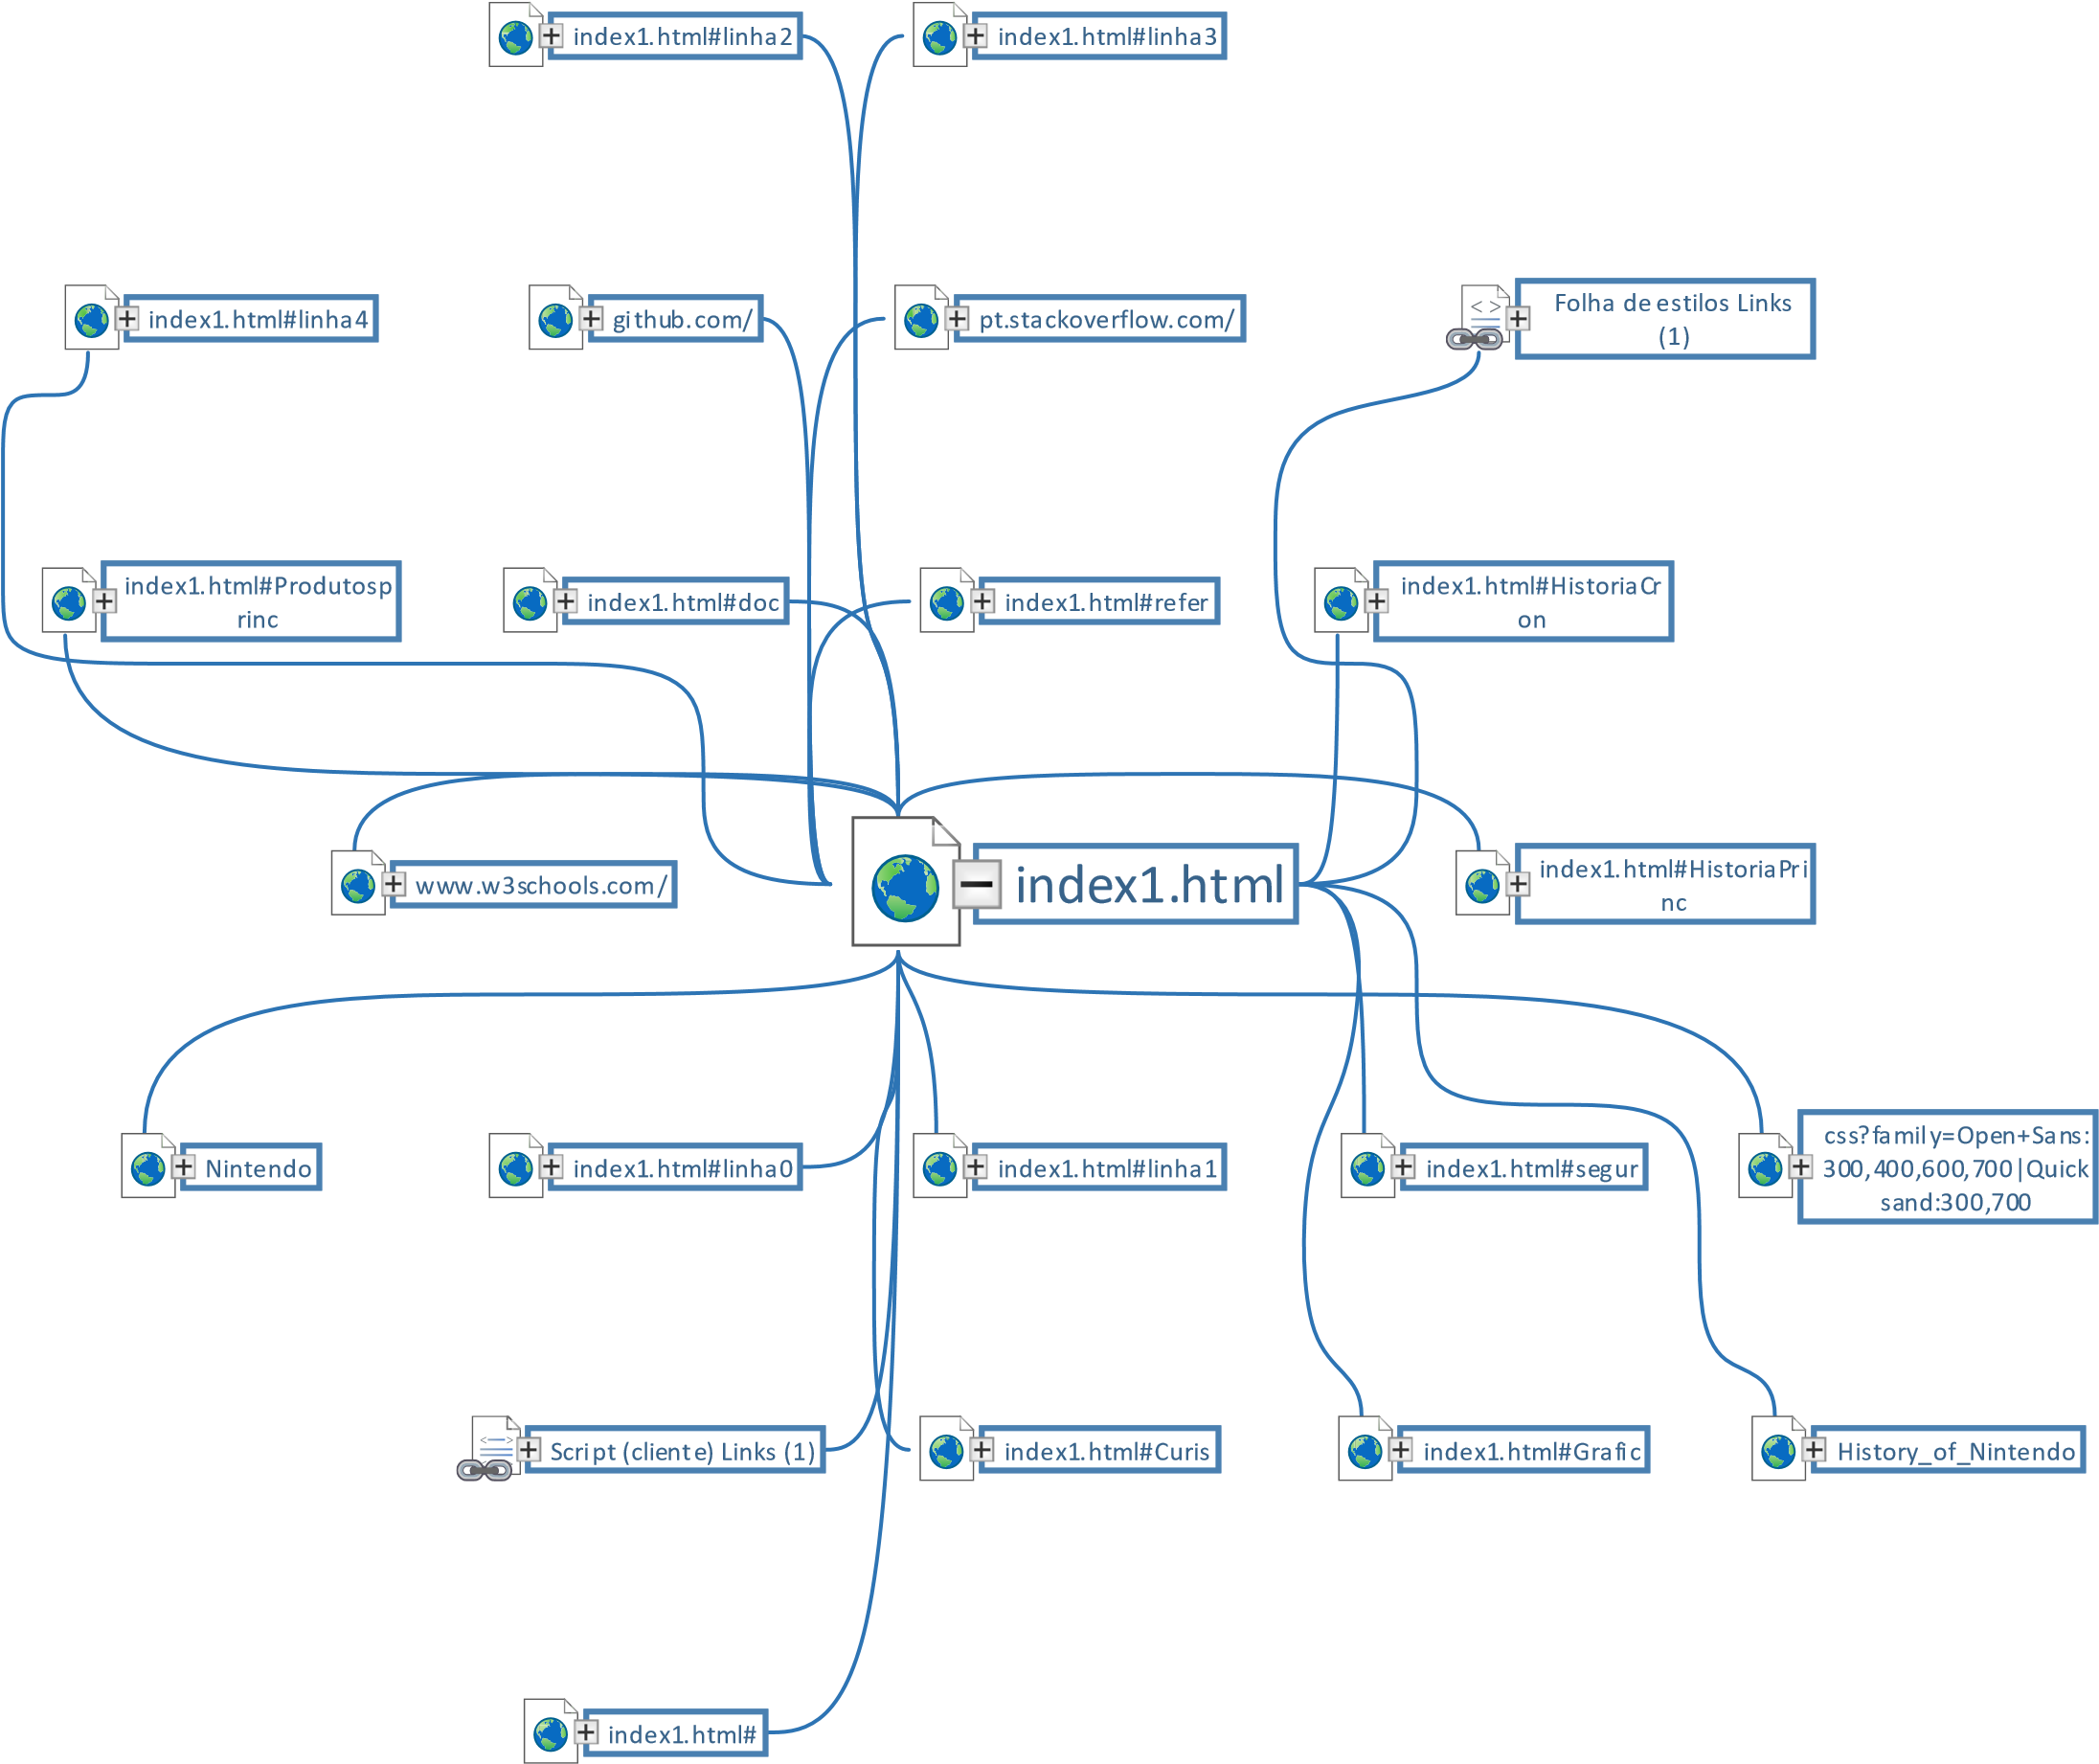 index1.html#linha2
index1.html#linha3
index1.html#linha4
github.com/
pt.stackoverflow.com/
Folha de estilos Links
(1)
index1.html#Produtosp
rinc
index1.html#doc
index1.html#refer
index1.html#HistoriaCr
on
www.w3schools.com/
index1.html
index1.html#HistoriaPri
nc
Nintendo
index1.html#linha0
index1.html#linha1
index1.html#segur
css?family=Open+Sans:
300,400,600,700|Quick
sand:300,700
Script (cliente) Links (1)
index1.html#Curis
index1.html#Grafic
History_of_Nintendo
index1.html#